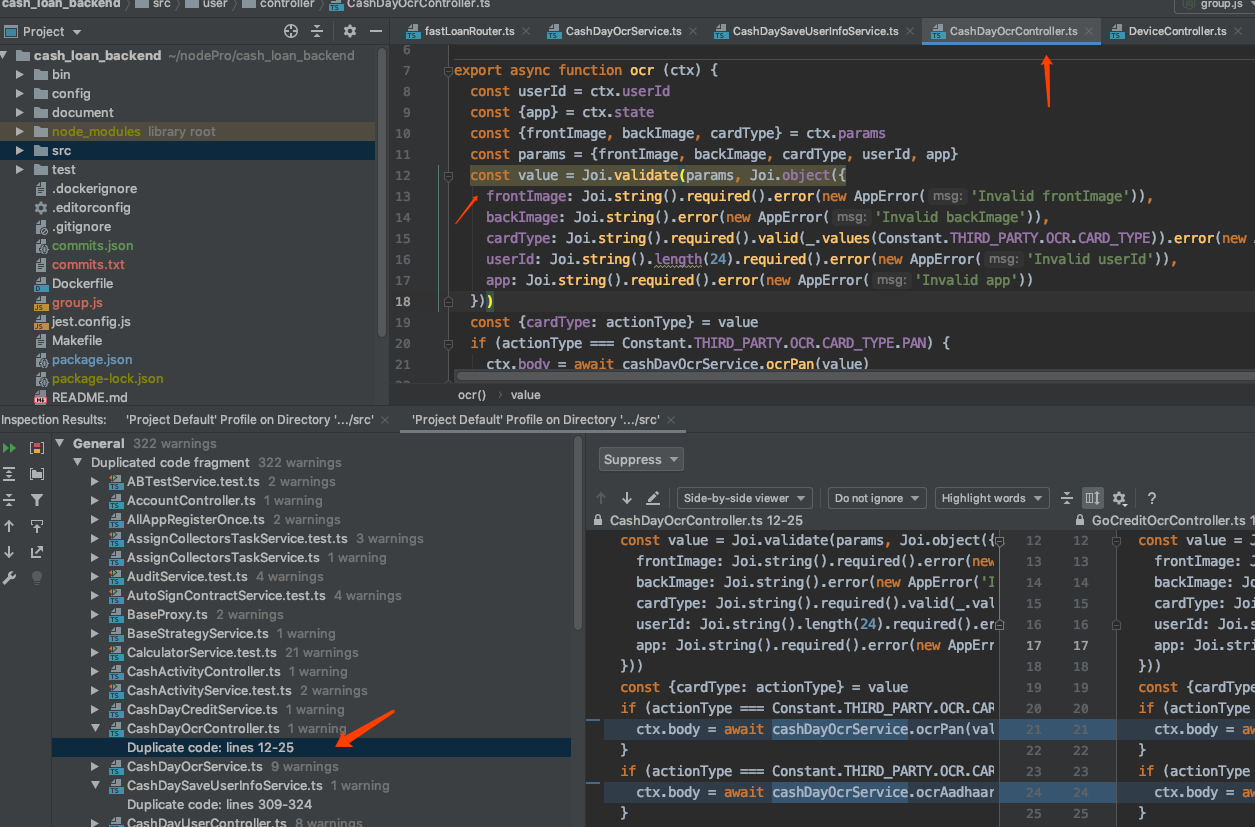 cash_loan_backend src user controller CashDayOcrController.ts group.js
Project
fastLoanRouter.ts CashDayOcrService.ts CashDaySaveUserInfoService.ts CashDayOcrController.ts DeviceController.ts
cash_loan_backend ~/nodePro/cash_loan_backend
bin
config
document
node_modules library root
src
test
.dockerignore
.editorconfig
.gitignore
commits.json
commits.txt
Dockerfile
group.js
jest.config.js
Makefile
package.json
package-lock.json
README.md
6
7 export async function ocr (ctx) {
8 const userId = ctx.userId
9 const {app} = ctx.state
10 const {frontImage, backImage, cardType} = ctx.params
11 const params = {frontImage, backImage, cardType, userId, app}
12 const value = Joi.validate(params, Joi.object({
13 frontImage: Joi.string().required().error(new AppError( msg: 'Invalid frontImage')),
14 backImage: Joi.string().error(new AppError( msg: 'Invalid backImage')),
15 cardType: Joi.string().required().valid(_.values(Constant.THIRD_PARTY.OCR.CARD_TYPE)).error(new
16 userId: Joi.string().length(24).required().error(new AppError( msg: 'Invalid userId')),
17 app: Joi.string().required().error(new AppError( msg: 'Invalid app'))
18 }))
19 const {cardType: actionType} = value
20 if (actionType === Constant.THIRD_PARTY.OCR.CARD_TYPE.PAN) {
21 ctx.body = await cashDayOcrService.ocrPan(value)
ocr() value
Inspection Results: 'Project Default' Profile on Directory '.../src' 'Project Default' Profile on Directory '.../src'
General 322 warnings
Duplicated code fragment 322 warnings
ABTestService.test.ts 2 warnings
AccountController.ts 1 warning
AllAppRegisterOnce.ts 2 warnings
AssignCollectorsTaskService.test.ts 3 warnings
AssignCollectorsTaskService.ts 1 warning
AuditService.test.ts 4 warnings
AutoSignContractService.test.ts 4 warnings
BaseProxy.ts 2 warnings
BaseStrategyService.ts 1 warning
CalculatorService.test.ts 21 warnings
CashActivityController.ts 1 warning
CashActivityService.test.ts 2 warnings
CashDayCreditService.ts 1 warning
CashDayOcrController.ts 1 warning
Duplicate code: lines 12-25
CashDayOcrService.ts 9 warnings
CashDaySaveUserInfoService.ts 1 warning
Duplicate code: lines 309-324
CashDayUserController.ts 8 warnings
Suppress
Side-by-side viewer Do not ignore Highlight words ?
CashDayOcrController.ts 12-25 GoCreditOcrController.ts 1
const value = Joi.validate(params, Joi.object({ 12 12 const value =
frontImage: Joi.string().required().error(new 13 13 frontImage: J
backImage: Joi.string().error(new AppError('I 14 14 backImage: Jo
cardType: Joi.string().required().valid(_.val 15 15 cardType: Joi
userId: Joi.string().length(24).required().er 16 16 userId: Joi.s
app: Joi.string().required().error(new AppErr 17 17 app: Joi.stri
})) 18 18 }))
const {cardType: actionType} = value 19 19 const {cardTyp
if (actionType === Constant.THIRD_PARTY.OCR.CAR 20 20 if (actionType
ctx.body = await cashDayOcrService.ocrPan(val 21 21 ctx.body = aw
} 22 22 }
if (actionType === Constant.THIRD_PARTY.OCR.CAR 23 23 if (actionType
ctx.body = await cashDayOcrService.ocrAadhaar 24 24 ctx.body = aw
} 25 25 }